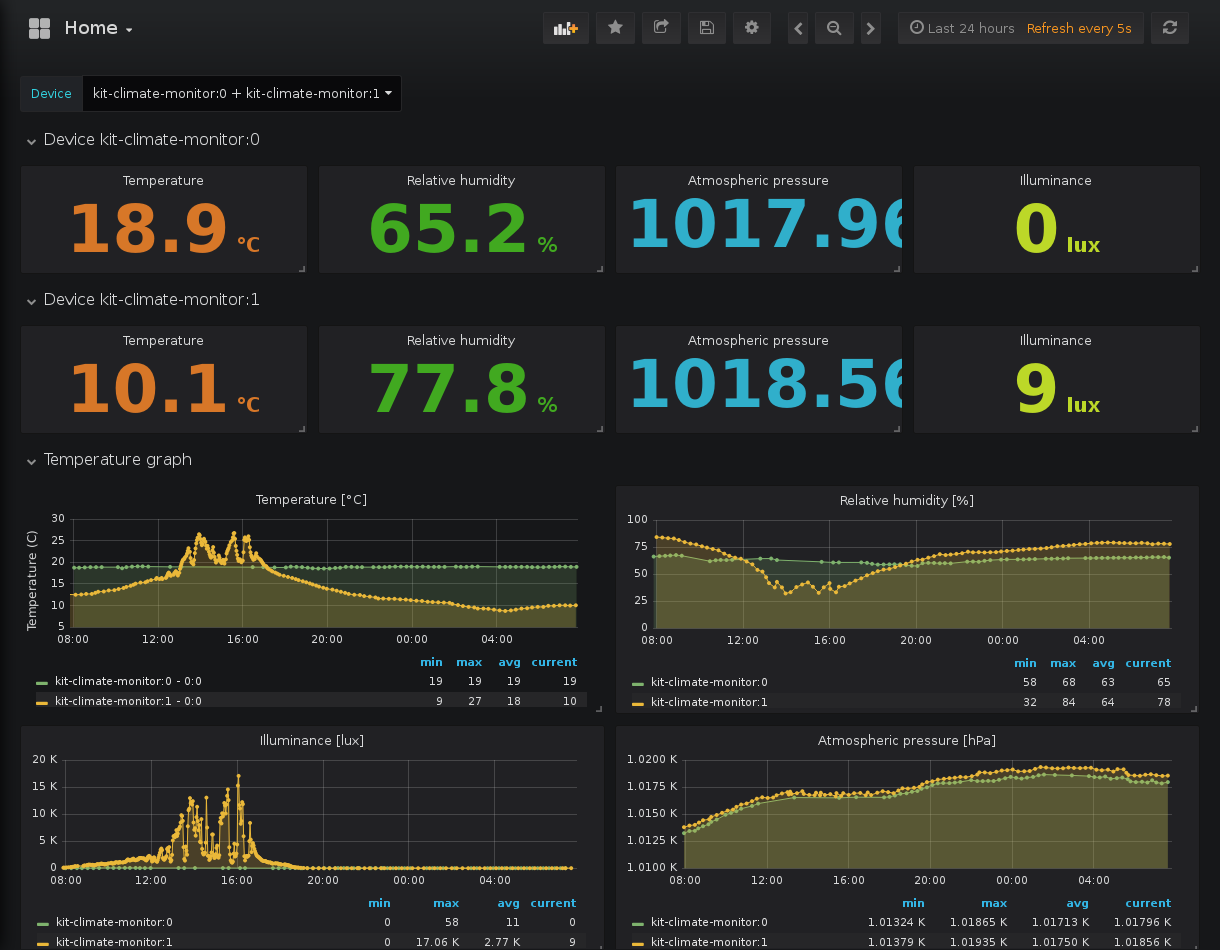 Home
Last 24 hours Refresh every 5s
Device kit-climate-monitor:0 + kit-climate-monitor:1
Device kit-climate-monitor:0
Temperature Relative humidity Atmospheric pressure Illuminance
18.9 °C 65.2 % 1017.96 0 lux
Device kit-climate-monitor:1
Temperature Relative humidity Atmospheric pressure Illuminance
10.1 °C 77.8 % 1018.56 9 lux
Temperature graph
Temperature [°C]
Temperature (C)
30
25
20
15
10
5
08:00 12:00 16:00 20:00 00:00 04:00
min max avg current
kit-climate-monitor:0 - 0:0 19 19 19 19
kit-climate-monitor:1 - 0:0 9 27 18 10
Relative humidity [%]
100
75
50
25
0
08:00 12:00 16:00 20:00 00:00 04:00
min max avg current
kit-climate-monitor:0 58 68 63 65
kit-climate-monitor:1 32 84 64 78
Illuminance [lux]
20 K
15 K
10 K
5 K
0
08:00 12:00 16:00 20:00 00:00 04:00
min max avg current
kit-climate-monitor:0 0 58 11 0
kit-climate-monitor:1 0 17.06 K 2.77 K 9
Atmospheric pressure [hPa]
1.0200 K
1.0175 K
1.0150 K
1.0125 K
1.0100 K
08:00 12:00 16:00 20:00 00:00 04:00
min max avg current
kit-climate-monitor:0 1.01324 K 1.01865 K 1.01713 K 1.01796 K
kit-climate-monitor:1 1.01379 K 1.01935 K 1.01750 K 1.01856 K